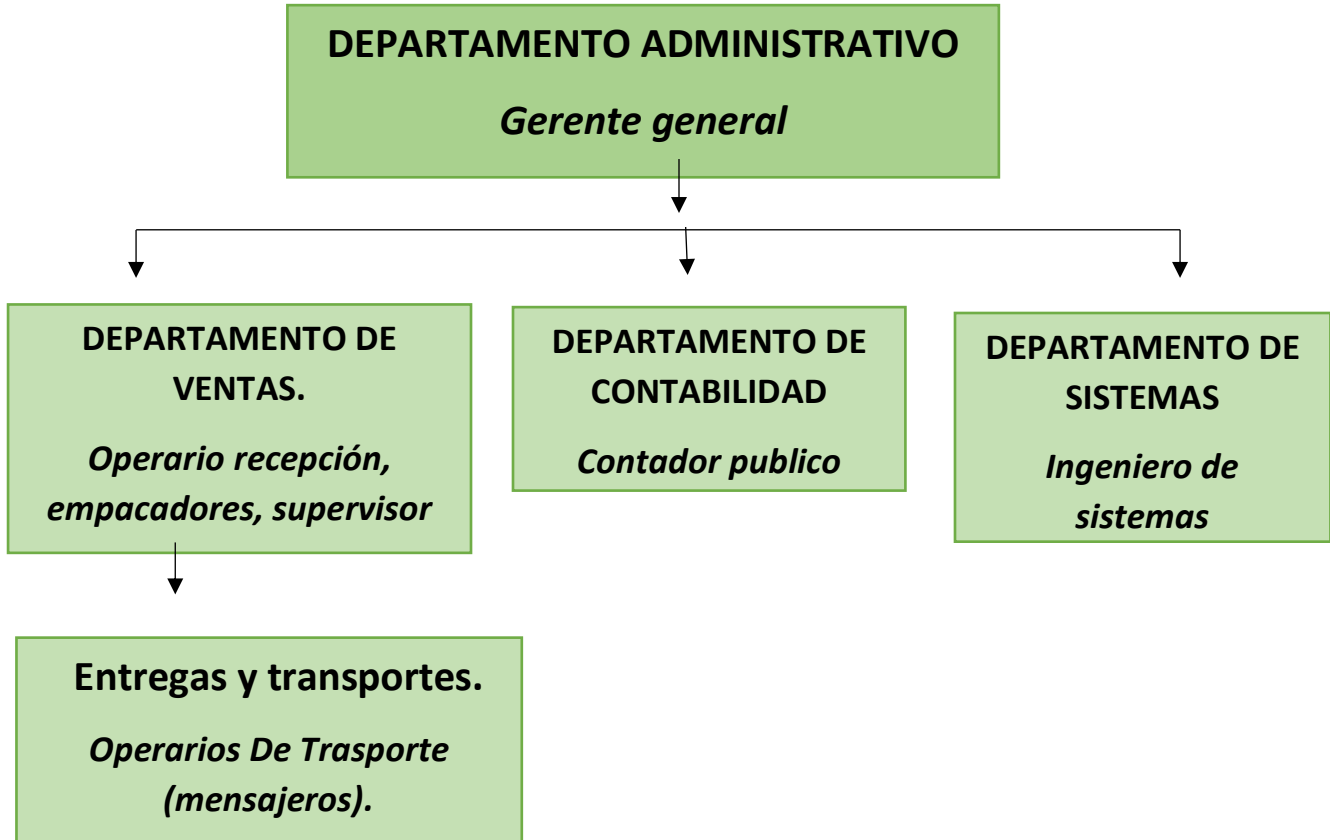 DEPARTAMENTO ADMINISTRATIVO
Gerente general
DEPARTAMENTO DE
VENTAS.
Operario recepción,
empacadores, supervisor
DEPARTAMENTO DE
CONTABILIDAD
Contador publico
DEPARTAMENTO DE
SISTEMAS
Ingeniero de
sistemas
Entregas y transportes.
Operarios De Trasporte
(mensajeros).